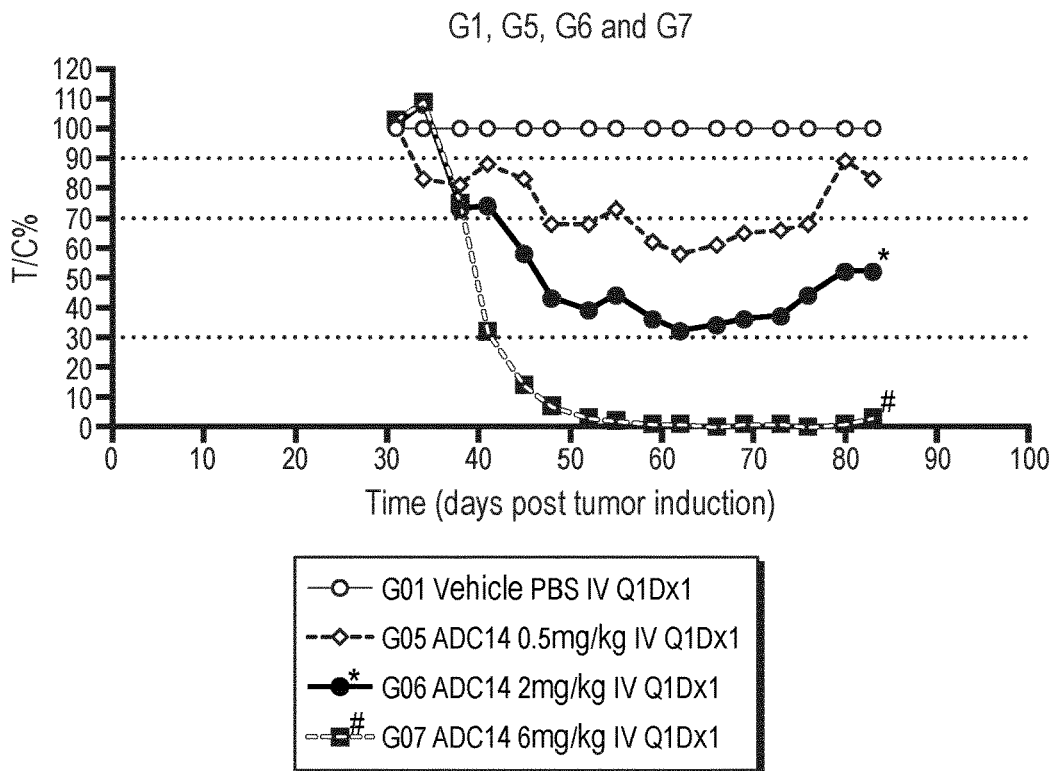 G1, G5, G6 and G7
T/C%
120
110
100
90
80
70
60
50
40
30
20
10
0
*
#
0 10 20 30 40 50 60 70 80 90 100
Time (days post tumor induction)
G01 Vehicle PBS IV Q1Dx1
G05 ADC14 0.5mg/kg IV Q1Dx1
* G06 ADC14 2mg/kg IV Q1Dx1
# G07 ADC14 6mg/kg IV Q1Dx1